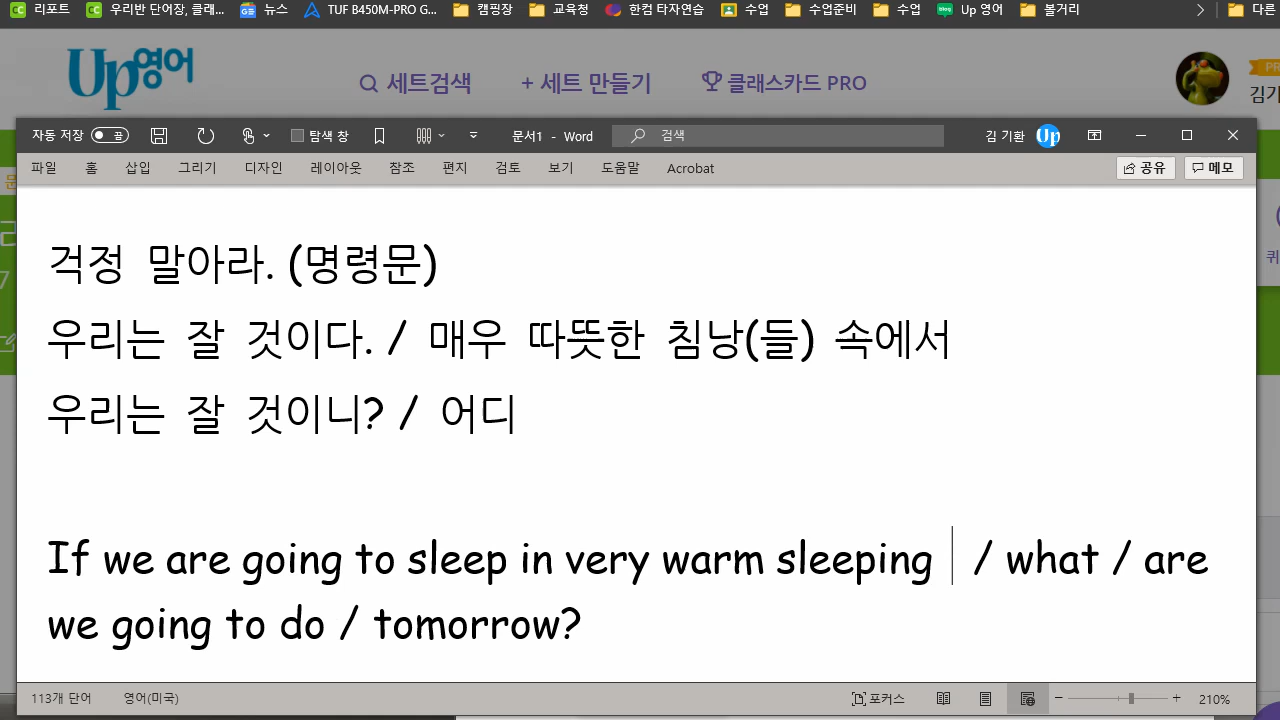 리포트 우리반 단어장, 클래... 뉴스 TUF B450M-PRO G... 캠핑장 교육청 한컴 타자연습 수업 수업준비 수업 Up 영어 볼거리 다른
Up영어 세트검색 + 세트 만들기 클래스카드 PRO
김기
자동 저장 끔 탐색 창 문서1 - Word 검색 김 기환 Up
파일 홈 삽입 그리기 디자인 레이아웃 참조 편지 검토 보기 도움말 Acrobat 공유 메모
걱정 말아라. (명령문)
우리는 잘 것이다. / 매우 따뜻한 침낭(들) 속에서
우리는 잘 것이니? / 어디
If we are going to sleep in very warm sleeping / what / are
we going to do / tomorrow?
113개 단어 영어(미국) 포커스 210%